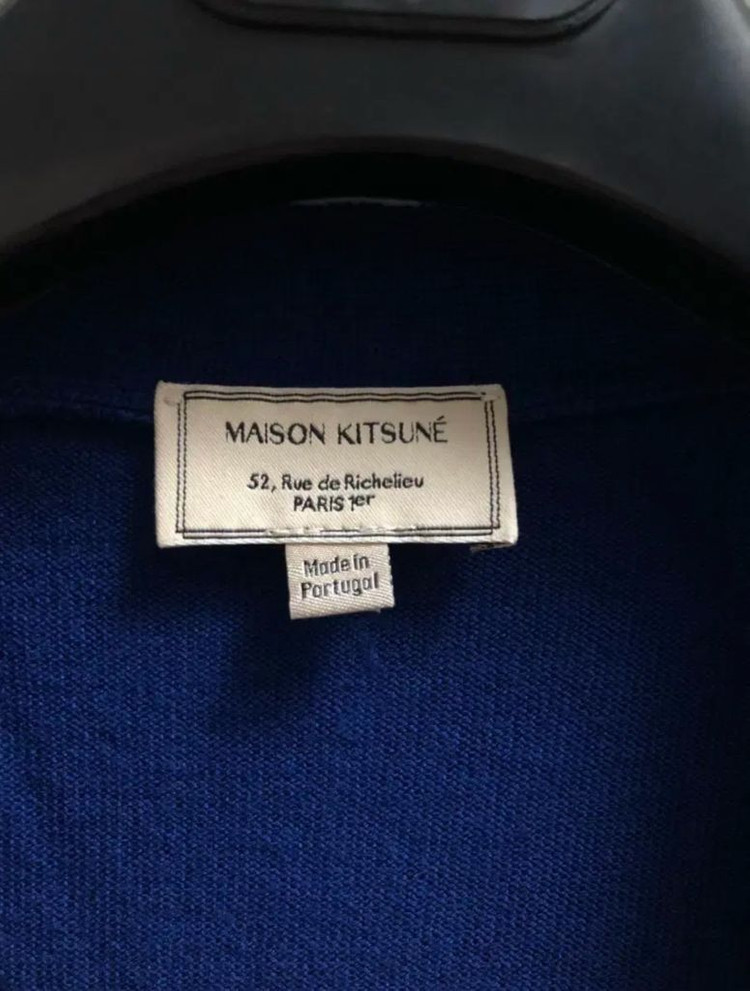 MAISON KITSUNÉ
52, Rue de Richelieu
PARIS 1er
Made in
Portugal